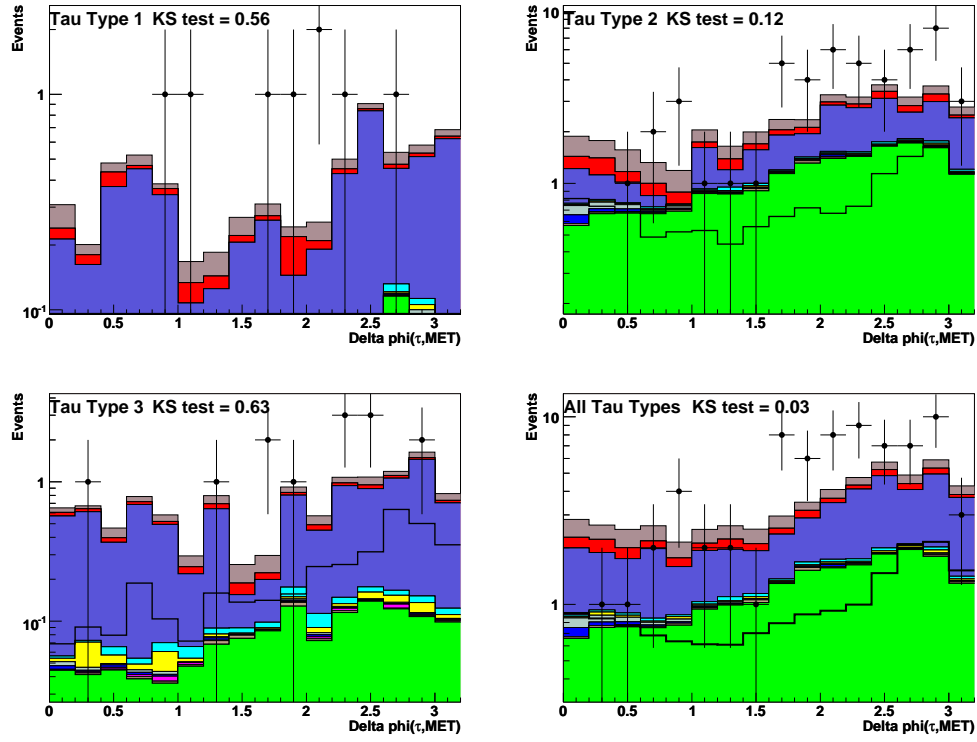 Tau Type 1 KS test = 0.56
Events
1
10-1
0 0.5 1 1.5 2 2.5 3
Delta phi(τ,MET)
Tau Type 2 KS test = 0.12
Events
10
1
0 0.5 1 1.5 2 2.5 3
Delta phi(τ,MET)
Tau Type 3 KS test = 0.63
Events
1
10-1
0 0.5 1 1.5 2 2.5 3
Delta phi(τ,MET)
All Tau Types KS test = 0.03
Events
10
1
0 0.5 1 1.5 2 2.5 3
Delta phi(τ,MET)